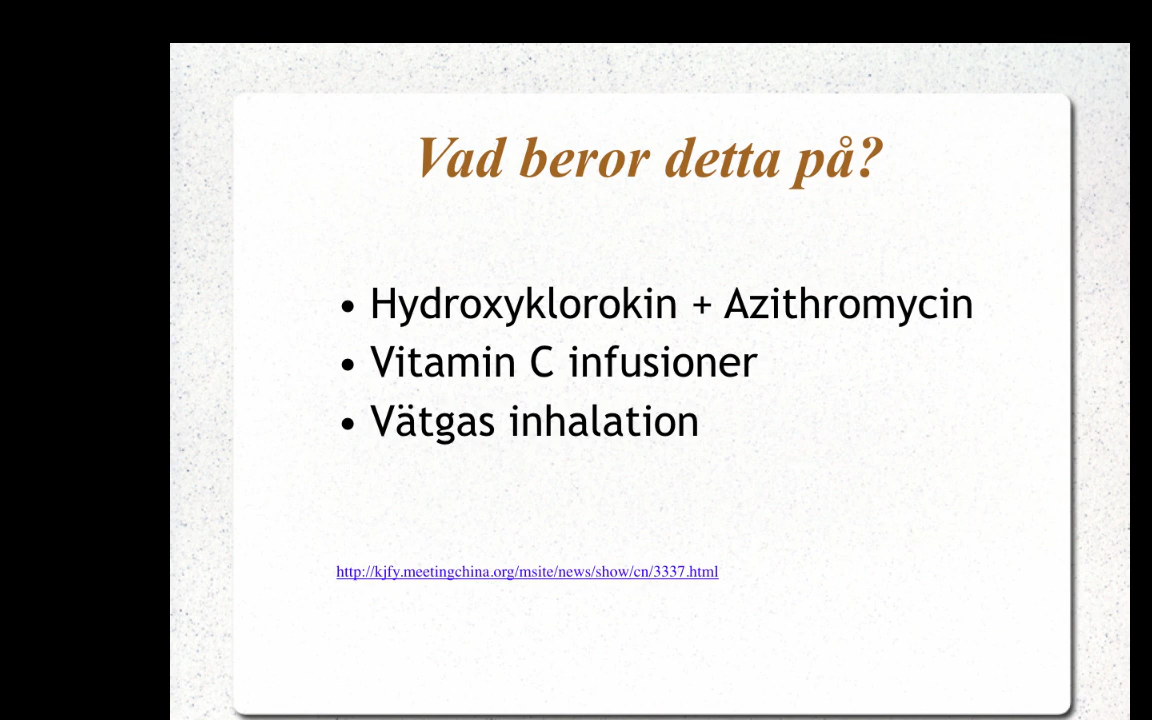 Vad beror detta på?
• Hydroxyklorokin + Azithromycin
• Vitamin C infusioner
• Vätgas inhalation
http://kjfy.meetingchina.org/msite/news/show/cn/3337.html